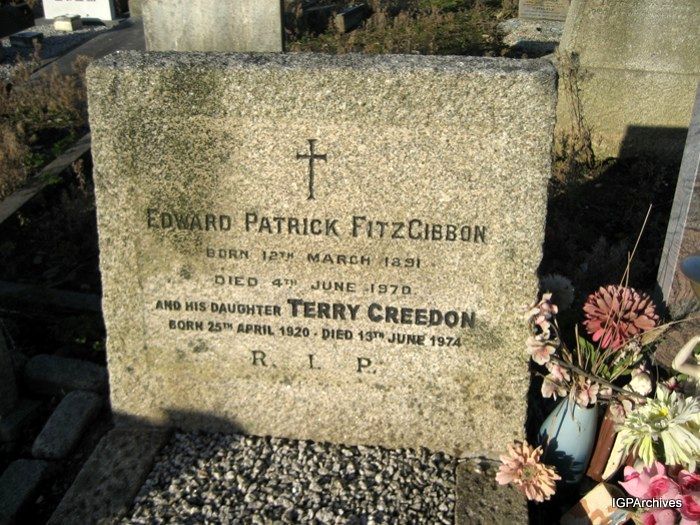 EDWARD PATRICK FITZGIBBON
BORN 12TH MARCH 1891
DIED 4TH JUNE 1970
AND HIS DAUGHTER TERRY CREEDON
BORN 25TH APRIL 1920 - DIED 13TH JUNE 1974
R. I. P.
IGPArchives